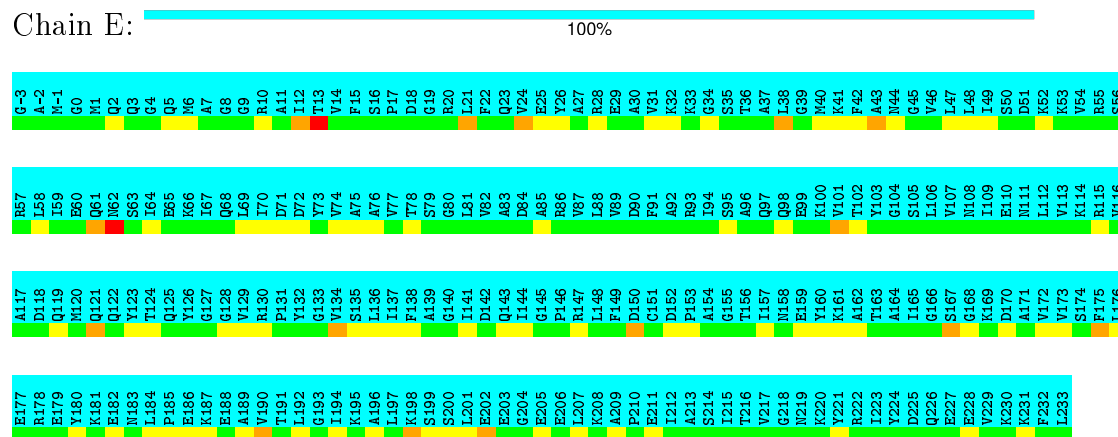 Chain E:
100%
G-3 A-2 M-1 G0 M1 Q2 Q3 G4 Q5 M6 A7 G8 G9 R10 A11 I12 T13 V14 F15 S16 P17 D18 G19 R20 L21 F22 Q23 V24 E25 Y26 A27 R28 E29 A30 V31 K32 K33 G34 S35 T36 A37 L38 G39 M40 K41 F42 A43 N44 G45 V46 L47 L48 I49 S50 D51 K52 K53 V54 R55 S56
R57 L58 I59 E60 Q61 N62 S63 I64 E65 K66 I67 Q68 L69 I70 D71 D72 Y73 V74 A75 A76 V77 T78 S79 G80 L81 V82 A83 D84 A85 R86 V87 L88 V89 D90 F91 A92 R93 I94 S95 A96 Q97 Q98 E99 K100 V101 T102 Y103 G104 S105 L106 V107 N108 I109 E110 N111 L112 V113 K114 R115 N116
A117 D118 Q119 M120 Q121 Q122 Y123 T124 Q125 Y126 G127 G128 V129 R130 P131 Y132 G133 V134 S135 L136 I137 F138 A139 G140 I141 D142 Q143 I144 G145 P146 R147 L148 F149 D150 C151 D152 P153 A154 G155 T156 I157 N158 E159 Y160 K161 A162 T163 A164 I165 G166 S167 G168 K169 D170 A171 V172 V173 S174 F175 L176
E177 R178 E179 Y180 K181 E182 N183 L184 P185 E186 K187 E188 A189 V190 T191 L192 G193 I194 K195 A196 L197 K198 S199 S200 L201 E202 E203 G204 E205 E206 L207 K208 A209 P210 E211 I212 A213 S214 I215 T216 V217 G218 N219 K220 Y221 R222 I223 Y224 D225 Q226 E227 E228 V229 K230 K231 F232 L233